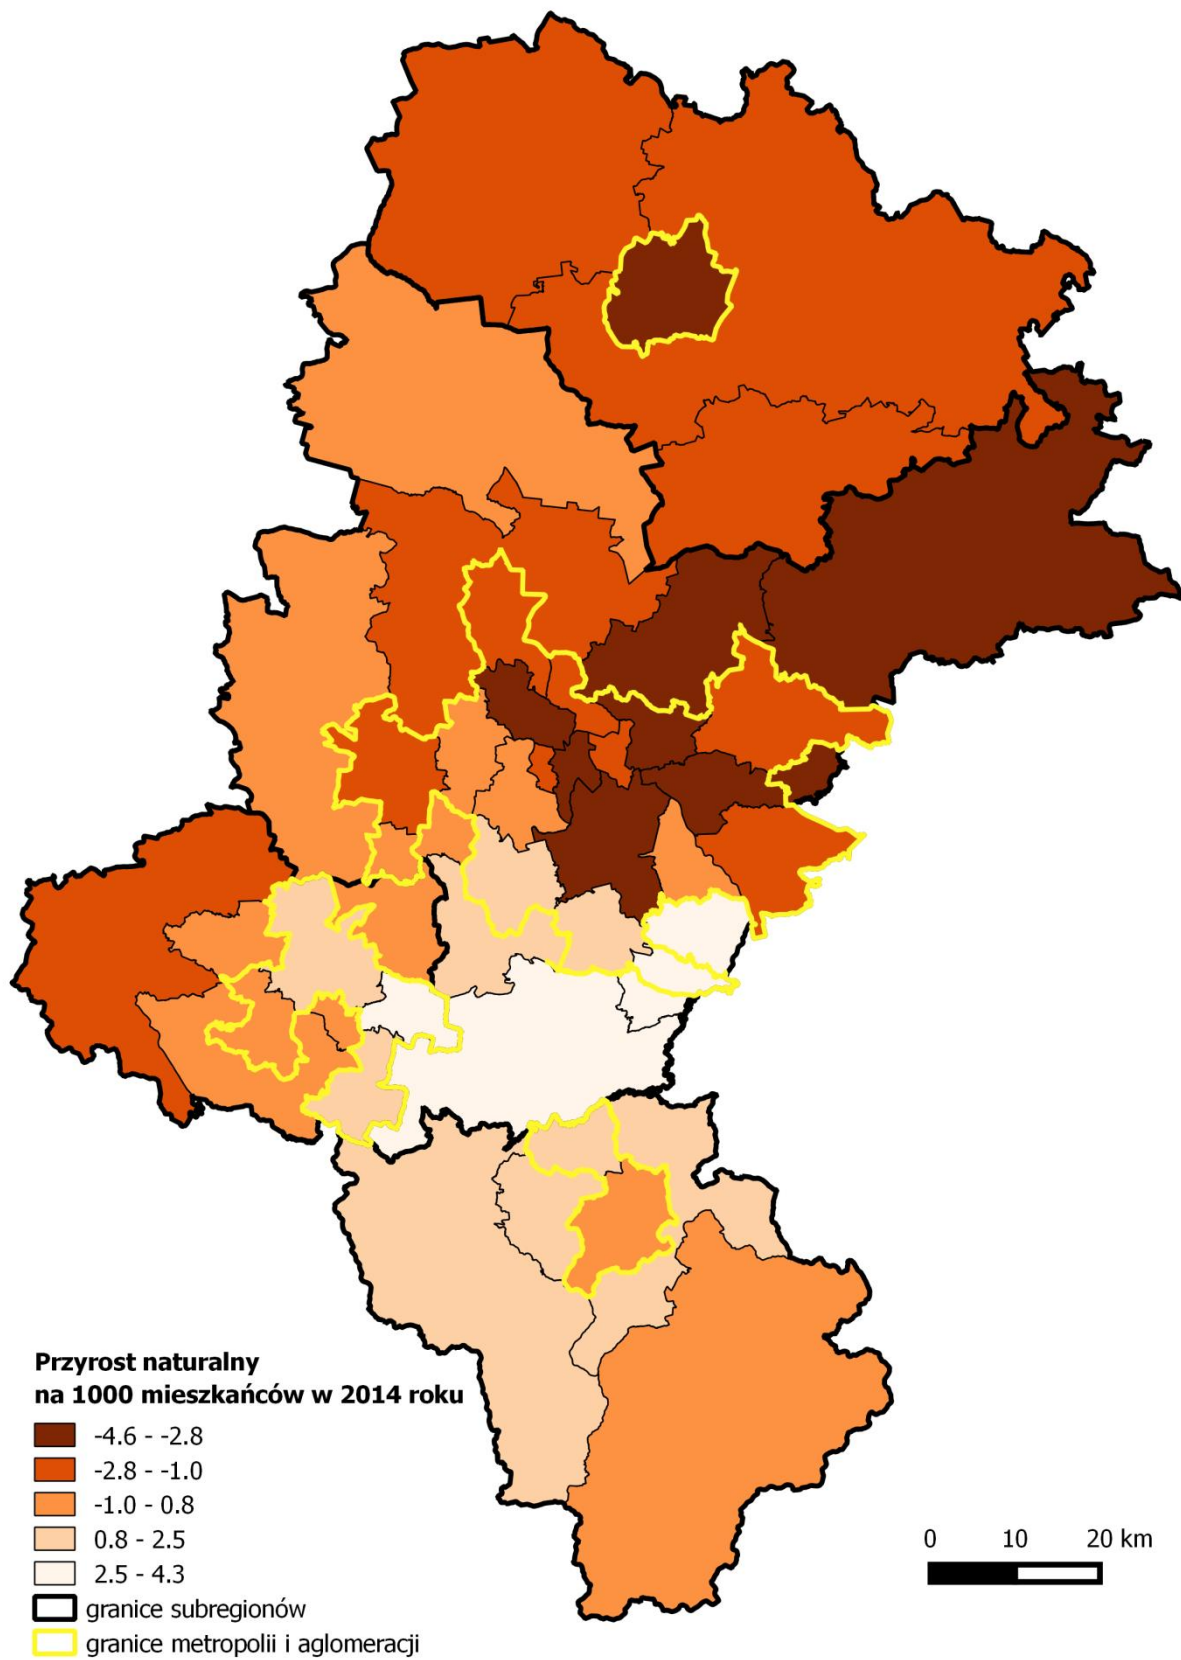 Przyrost naturalny
na 1000 mieszkańców w 2014 roku
-4.6 - -2.8
-2.8 - -1.0
-1.0 - 0.8
0.8 - 2.5
2.5 - 4.3
granice subregionów
granice metropolii i aglomeracji
0 10 20 km